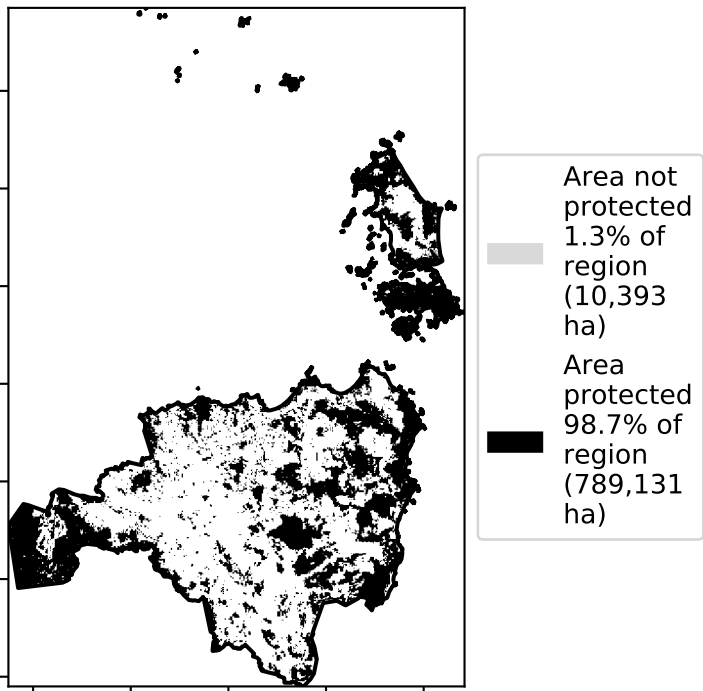 Area not
protected
1.3% of
region
(10,393
ha)
Area
protected
98.7% of
region
(789,131
ha)